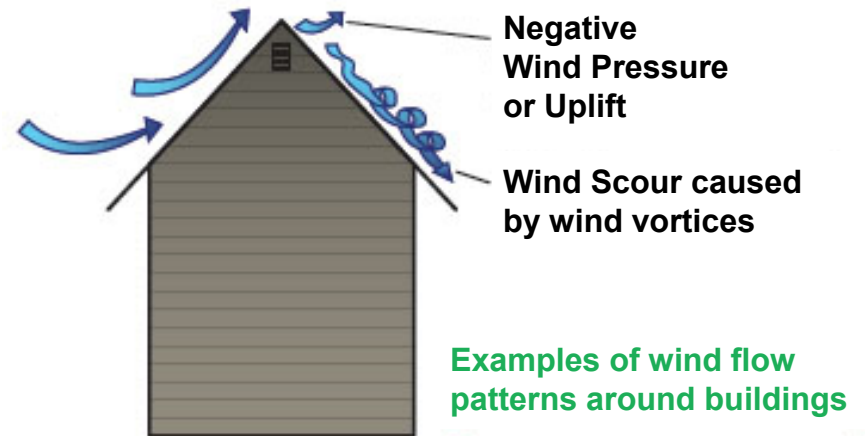 Negative
Wind Pressure
or Uplift
Wind Scour caused
by wind vortices
Examples of wind flow
patterns around buildings